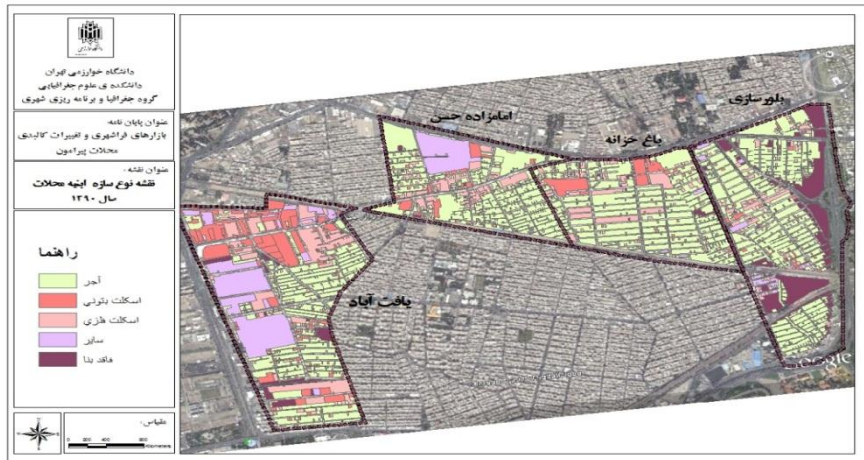 دانشگاه خوارزمی تهران
دانشکده ی علوم جغرافیایی
گروه جغرافیا و برنامه ریزی شهری
عنوان پایان نامه:
بازارهای فراشهری و تغییرات کالبدی
محلات پیرامون
عنوان نقشه:
نقشه نوع سازه ابنیه محلات
سال ۱۳۹۰
راهنما
آجر
اسکلت بتونی
اسکلت فلزی
سایر
فاقد بنا
مقیاس:
بلورسازی
باغ خزانه
امامزاده حسن
یافت آباد
oogle